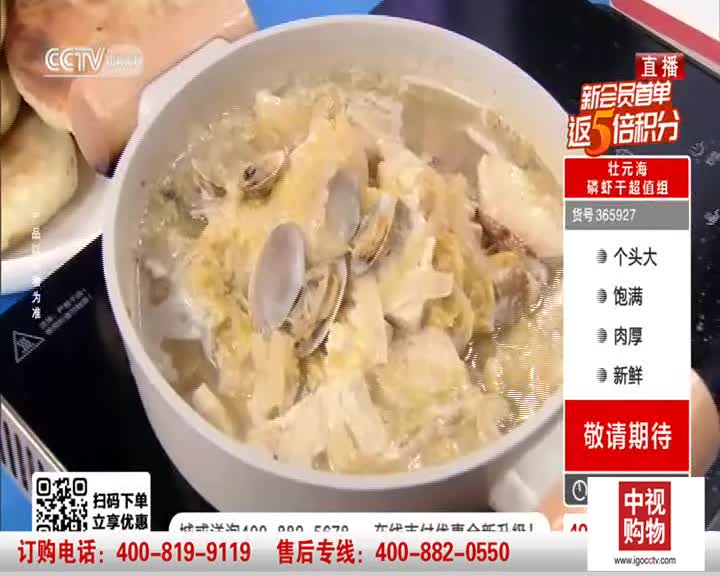 CCTV
直播
新会员首单
返5倍积分
壮元海
磷虾干超值组
货号365927
个头大
饱满
肉厚
新鲜
敬请期待
扫码下单
立享优惠
订购电话：400-819-9119 售后专线：400-882-0550
中视
购物
www.igocctv.com